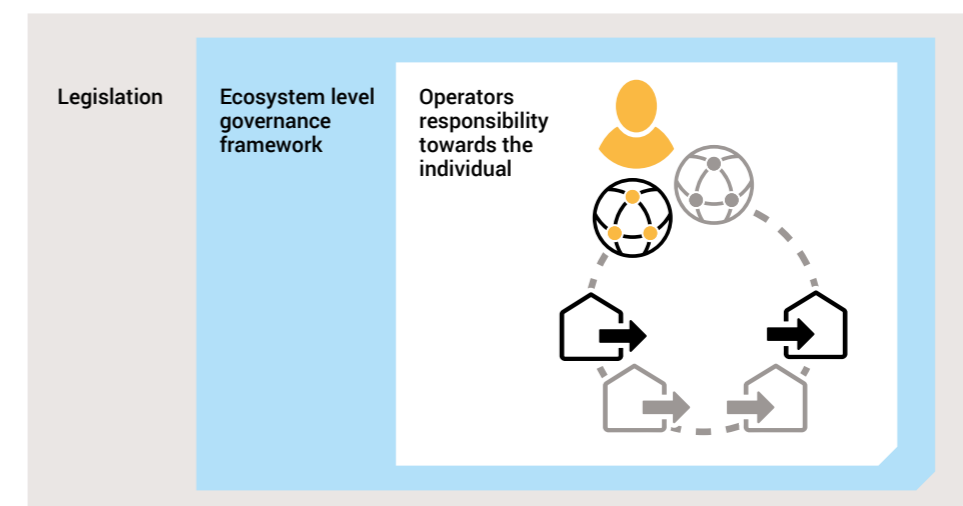 Legislation
Ecosystem level
governance
framework
Operators
responsibility
towards the
individual